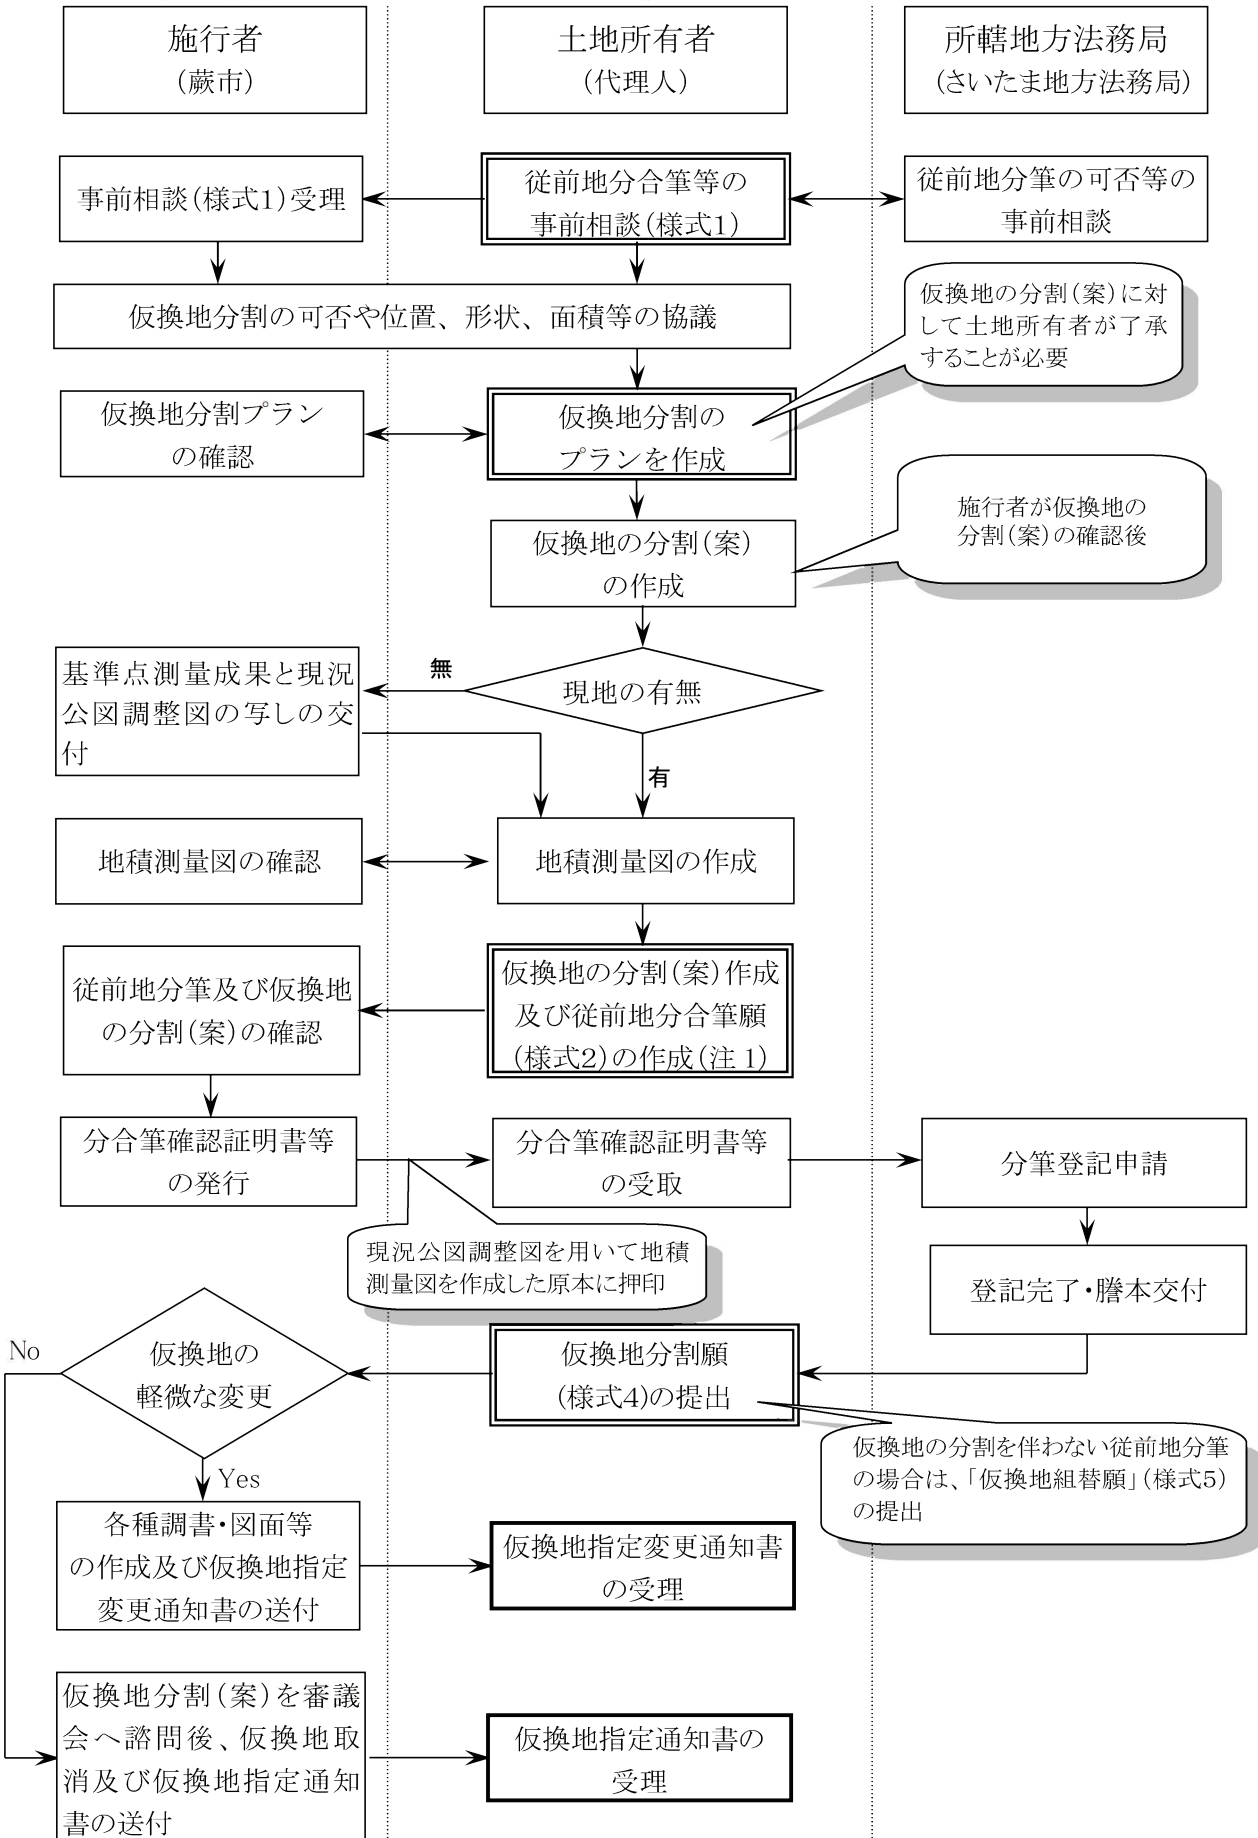 施行者
(蕨市)
土地所有者
(代理人)
所轄地方法務局
(さいたま地方法務局)
事前相談(様式1)受理
従前地分合筆等の
事前相談(様式1)
従前地分筆の可否等の
事前相談
仮換地分割の可否や位置、形状、面積等の協議
仮換地の分割(案)に対
して土地所有者が了承
することが必要
仮換地分割プラン
の確認
仮換地分割の
プランを作成
施行者が仮換地の
分割(案)の確認後
仮換地の分割(案)
の作成
基準点測量成果と現況
公図調整図の写しの交
付
無
現地の有無
有
地積測量図の確認
地積測量図の作成
従前地分筆及び仮換地
の分割(案)の確認
仮換地の分割(案)作成
及び従前地分合筆願
(様式2)の作成(注1)
分合筆確認証明書等
の発行
分合筆確認証明書等
の受取
分筆登記申請
現況公図調整図を用いて地積
測量図を作成した原本に押印
登記完了・謄本交付
No
仮換地の
軽微な変更
仮換地分割願
(様式4)の提出
Yes
仮換地の分割を伴わない従前地分筆
の場合は、「仮換地組替願」(様式5)
の提出
各種調書・図面等
の作成及び仮換地指定
変更通知書の送付
仮換地指定変更通知書
の受理
仮換地分割(案)を審議
会へ諮問後、仮換地取
消及び仮換地指定通知
書の送付
仮換地指定通知書の
受理